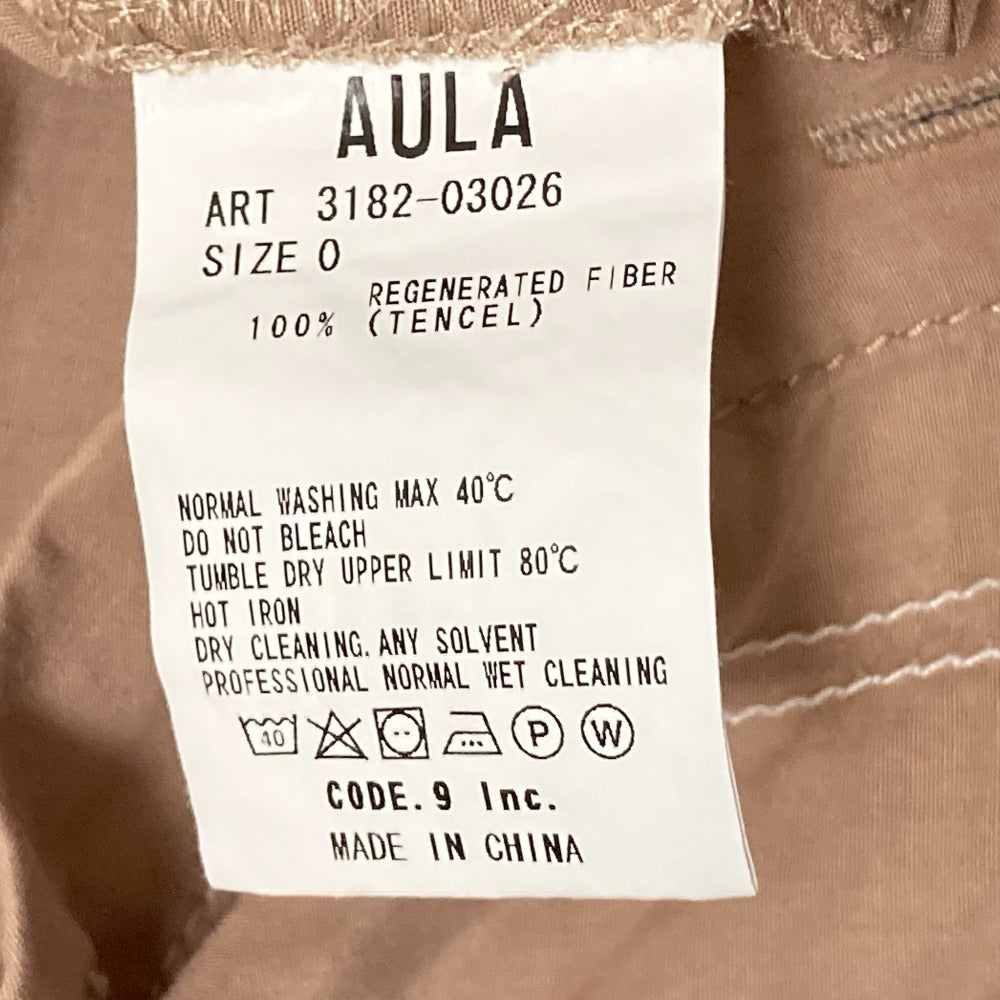 AULA
ART 3182-03026
SIZE 0
REGENERATED FIBER
100% (TENCEL)
NORMAL WASHING MAX 40℃
DO NOT BLEACH
TUMBLE DRY UPPER LIMIT 80℃
HOT IRON
DRY CLEANING. ANY SOLVENT
PROFESSIONAL NORMAL WET CLEANING
40 P W
CODE.9 Inc.
MADE IN CHINA